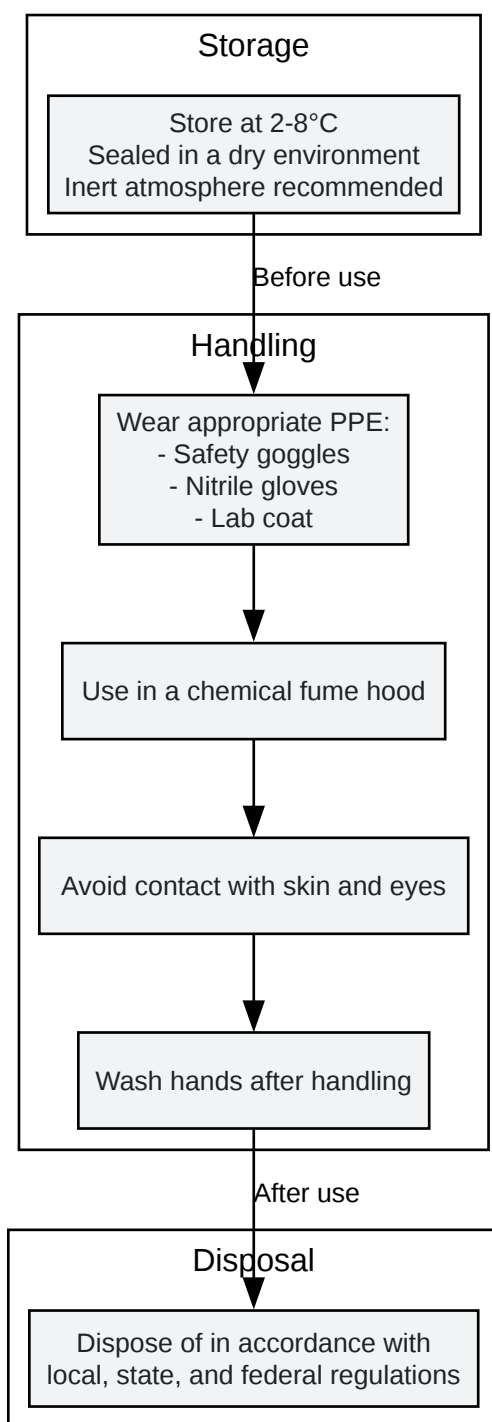 Storage
Store at 2-8°C
Sealed in a dry environment
Inert atmosphere recommended
Before use
Handling
Wear appropriate PPE:
- Safety goggles
- Nitrile gloves
- Lab coat
Use in a chemical fume hood
Avoid contact with skin and eyes
Wash hands after handling
After use
Disposal
Dispose of in accordance with
local, state, and federal regulations